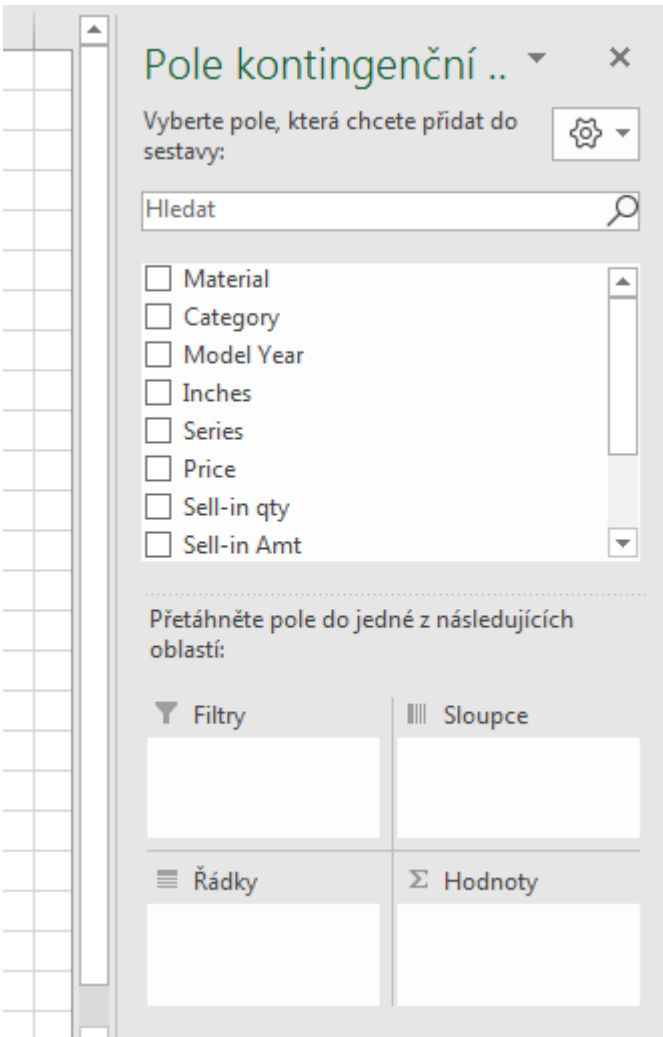 Pole kontingenční ..
Vyberte pole, která chcete přidat do
sestavy:
Hledat
Material
Category
Model Year
Inches
Series
Price
Sell-in qty
Sell-in Amt
Přetáhněte pole do jedné z následujících
oblastí:
Filtry
Sloupce
Řádky
Σ Hodnoty